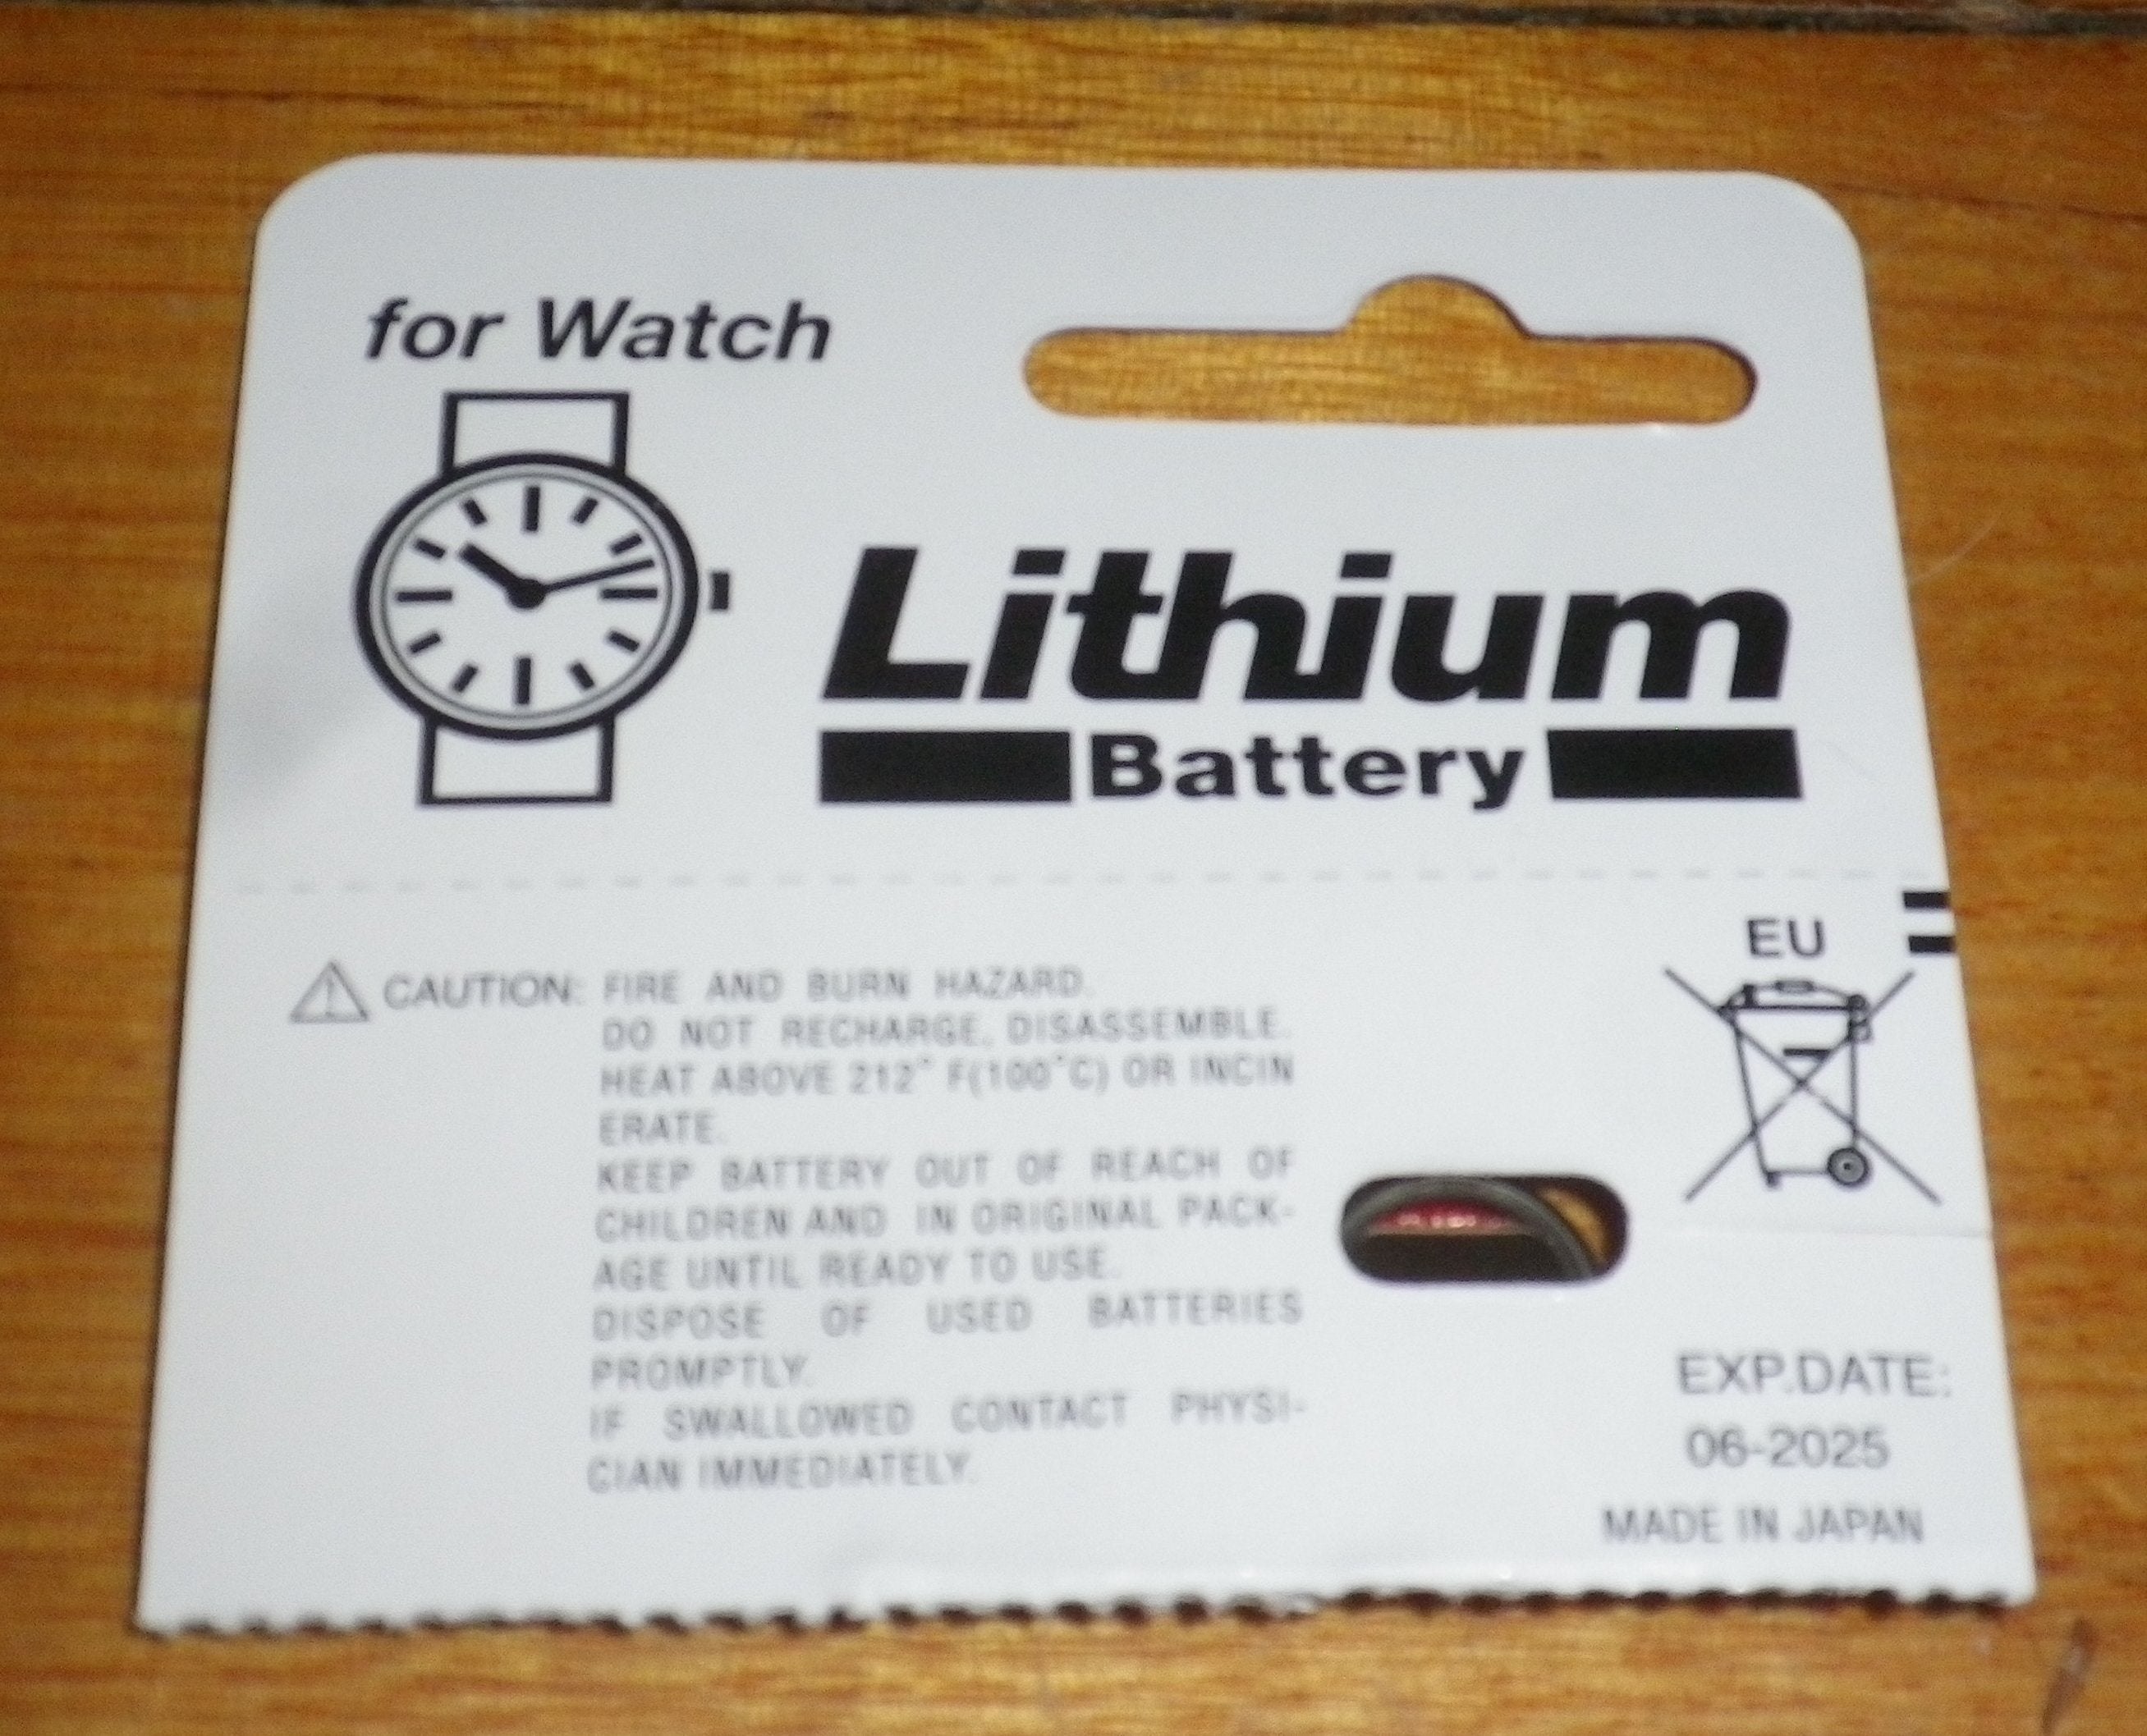 for Watch
Lithium
Battery
EU
CAUTION: FIRE AND BURN HAZARD.
DO NOT RECHARGE, DISASSEMBLE.
HEAT ABOVE 212° F(100°C) OR INCIN
ERATE.
KEEP BATTERY OUT OF REACH OF
CHILDREN AND IN ORIGINAL PACK-
AGE UNTIL READY TO USE.
DISPOSE OF USED BATTERIES
PROMPTLY.
IF SWALLOWED CONTACT PHYSI-
CIAN IMMEDIATELY.
EXP.DATE:
06-2025
MADE IN JAPAN